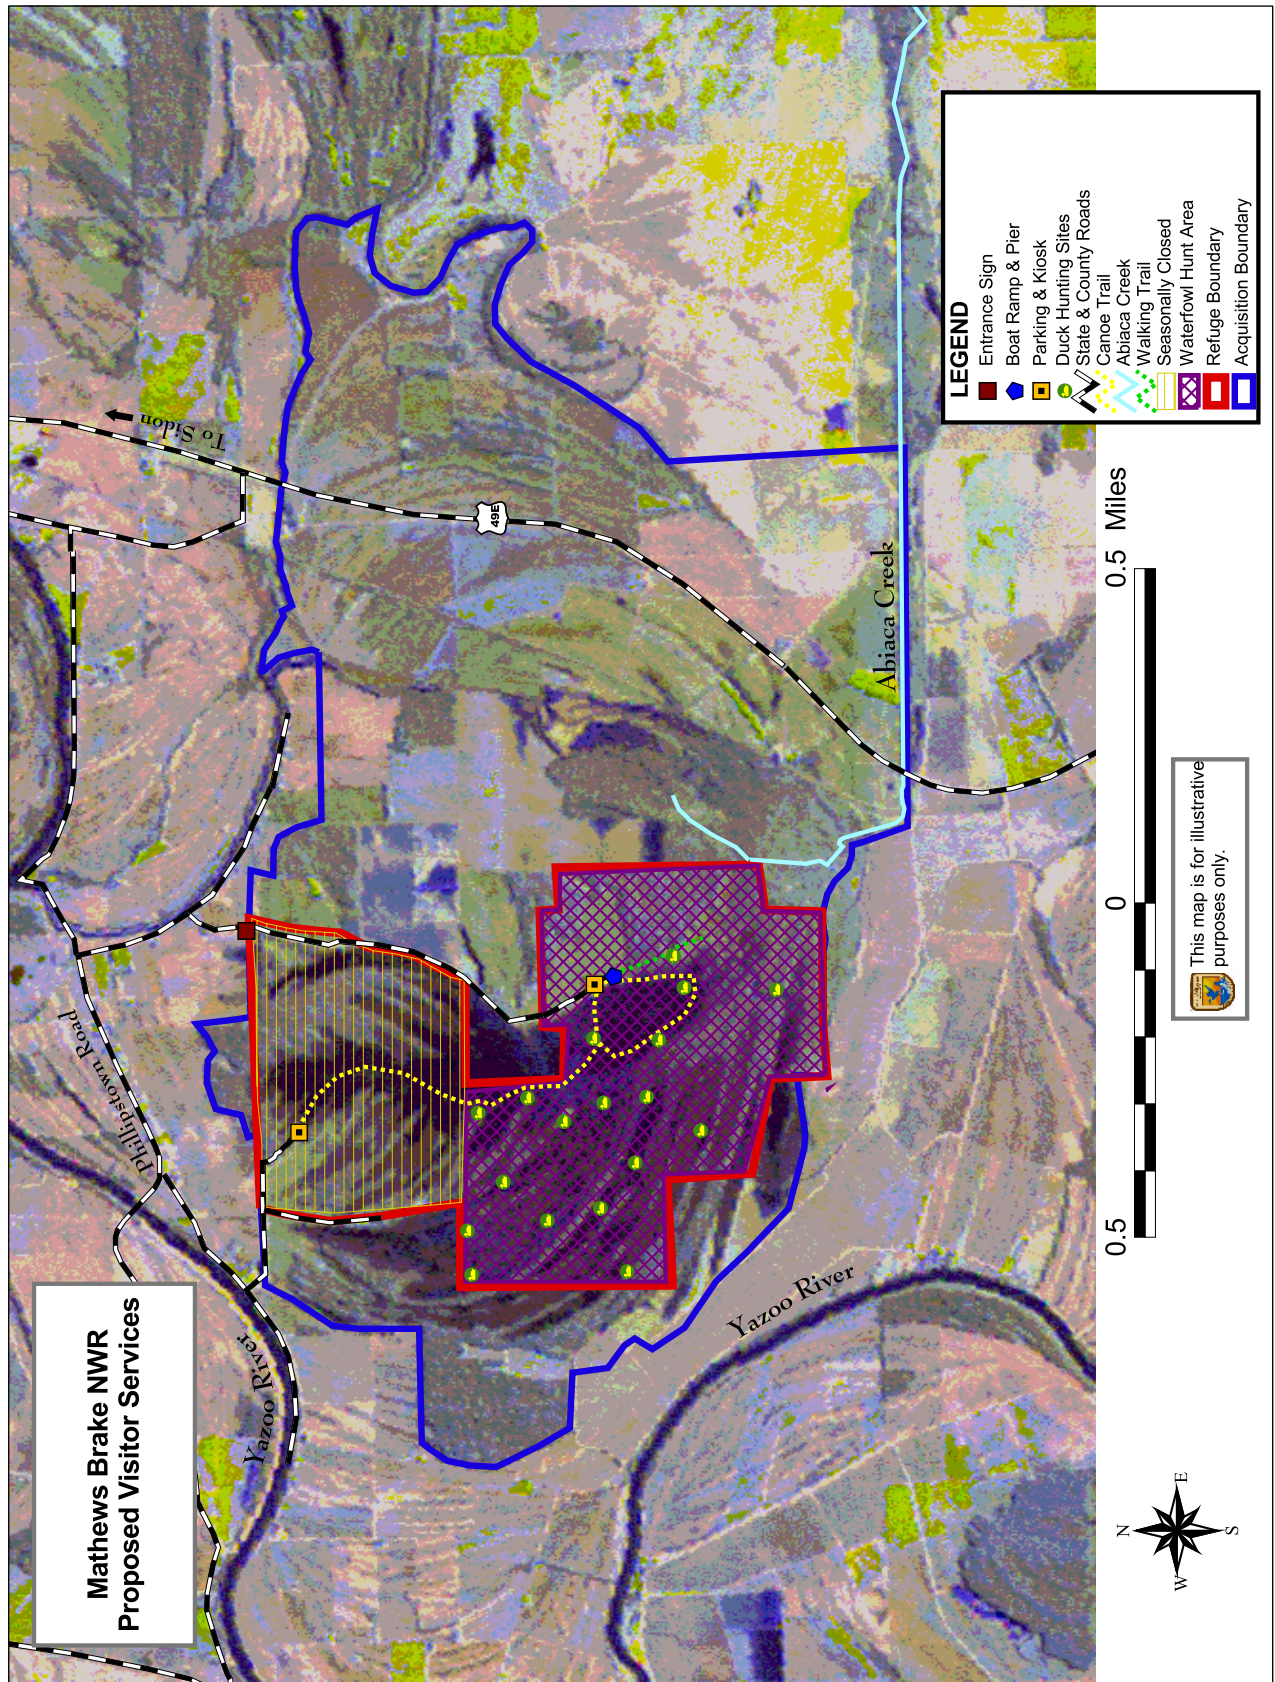 Mathews Brake NWR
Proposed Visitor Services
To Sidon
49E
Phillipstown Road
Yazoo River
Yazoo River
Abiaca Creek
LEGEND
Entrance Sign
Boat Ramp & Pier
Parking & Kiosk
Duck Hunting Sites
State & County Roads
Canoe Trail
Abiaca Creek
Walking Trail
Seasonally Closed
Waterfowl Hunt Area
Refuge Boundary
Acquisition Boundary
0.5 0 0.5 Miles
This map is for illustrative
purposes only.
N
W E
S